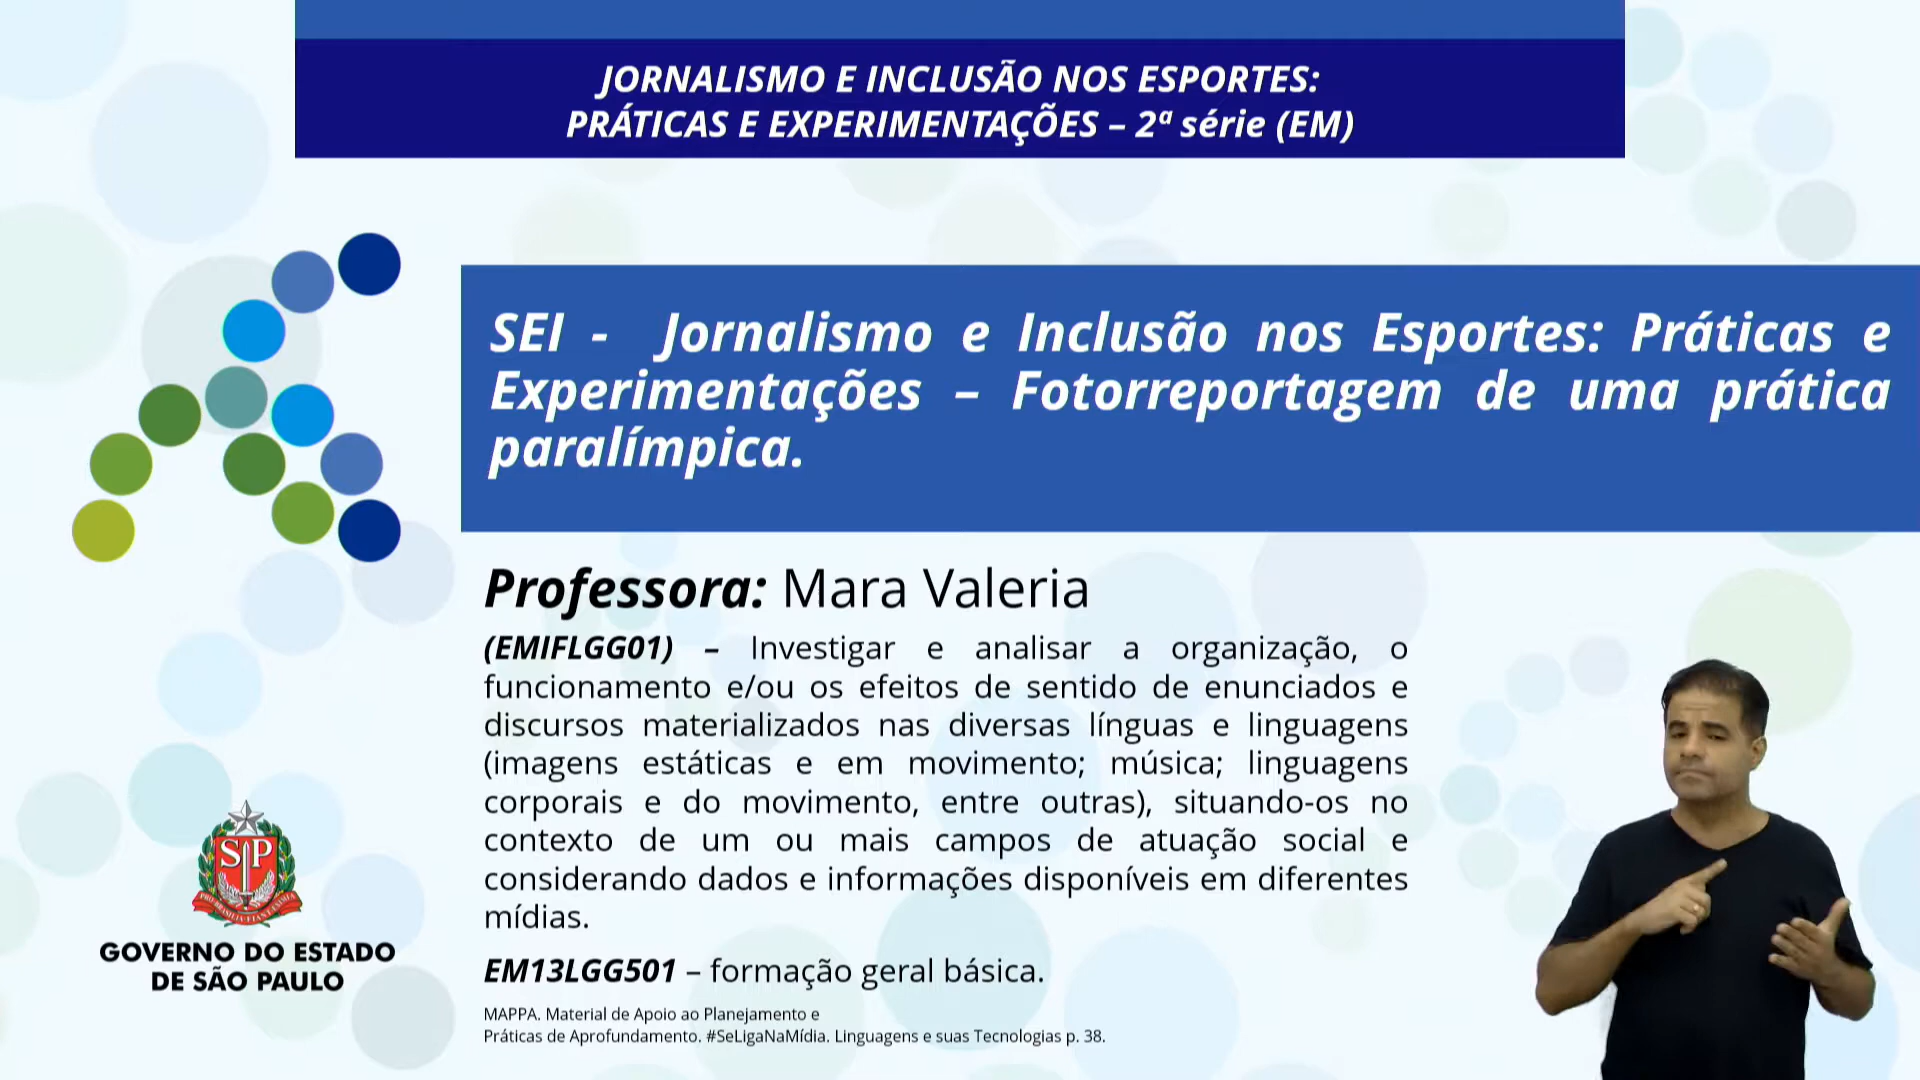 JORNALISMO E INCLUSÃO NOS ESPORTES:
PRÁTICAS E EXPERIMENTAÇÕES – 2ª série (EM)
SEI - Jornalismo e Inclusão nos Esportes: Práticas e
Experimentações – Fotorreportagem de uma prática
paralímpica.
Professora: Mara Valeria
(EMIFLGG01) – Investigar e analisar a organização, o
funcionamento e/ou os efeitos de sentido de enunciados e
discursos materializados nas diversas línguas e linguagens
(imagens estáticas e em movimento; música; linguagens
corporais e do movimento, entre outras), situando-os no
contexto de um ou mais campos de atuação social e
considerando dados e informações disponíveis em diferentes
mídias.
EM13LGG501 – formação geral básica.
MAPPA. Material de Apoio ao Planejamento e
Práticas de Aprofundamento. #SeLigaNaMídia. Linguagens e suas Tecnologias p. 38.
SP
GOVERNO DO ESTADO
DE SÃO PAULO